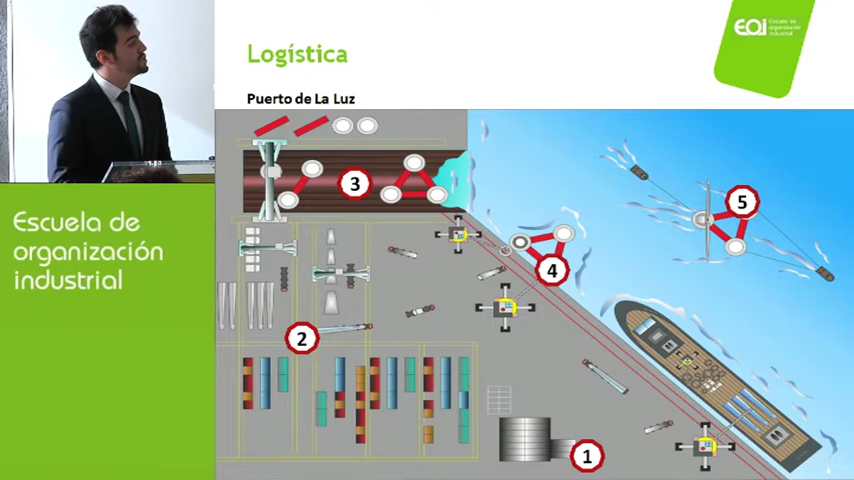 Logística
EOi
Escuela de
organización
industrial
Puerto de La Luz
3
5
4
2
1
Escuela de
organización
industrial